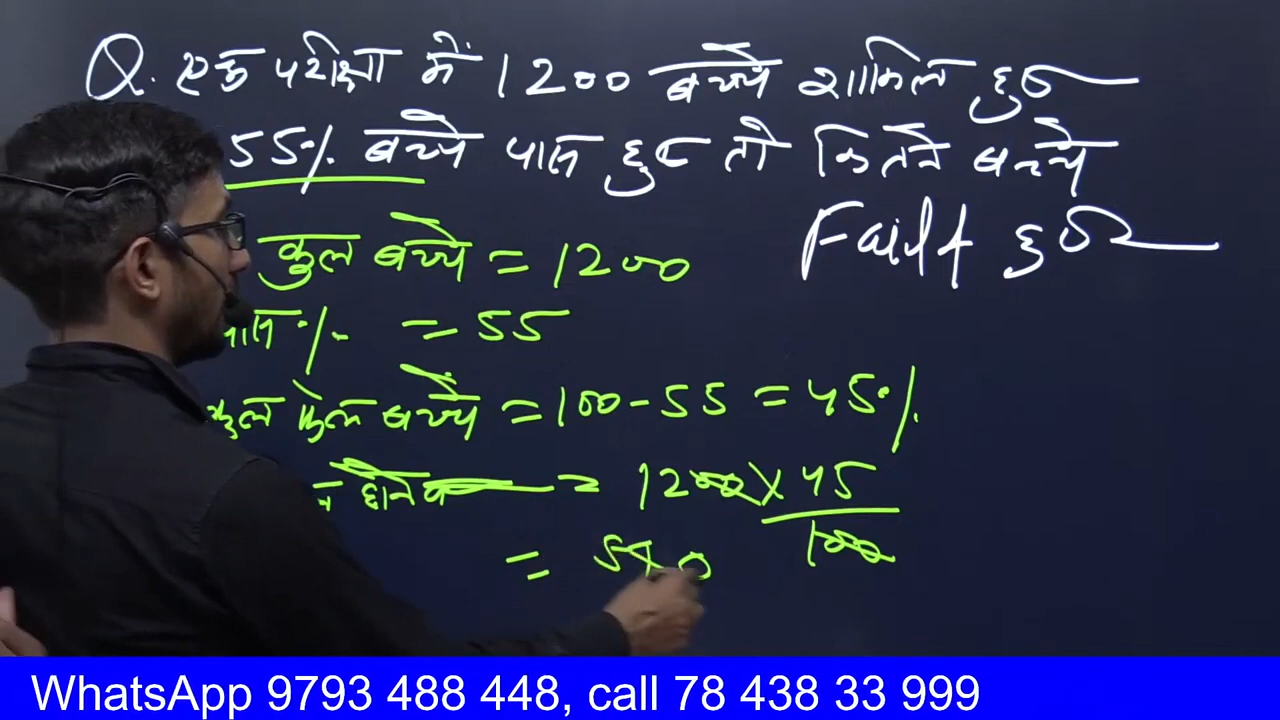 Q. एक परीक्षा में 1200 बच्चे शामिल हुए
55% बच्चे पास हुए तो कितने बच्चे
हुए
कुल बच्चे = 1200
पास % = 55
कुल फेल बच्चे = 100 - 55 = 45%
= 1200 X 45
100
= 540
WhatsApp 9793 488 448, call 78 438 33 999